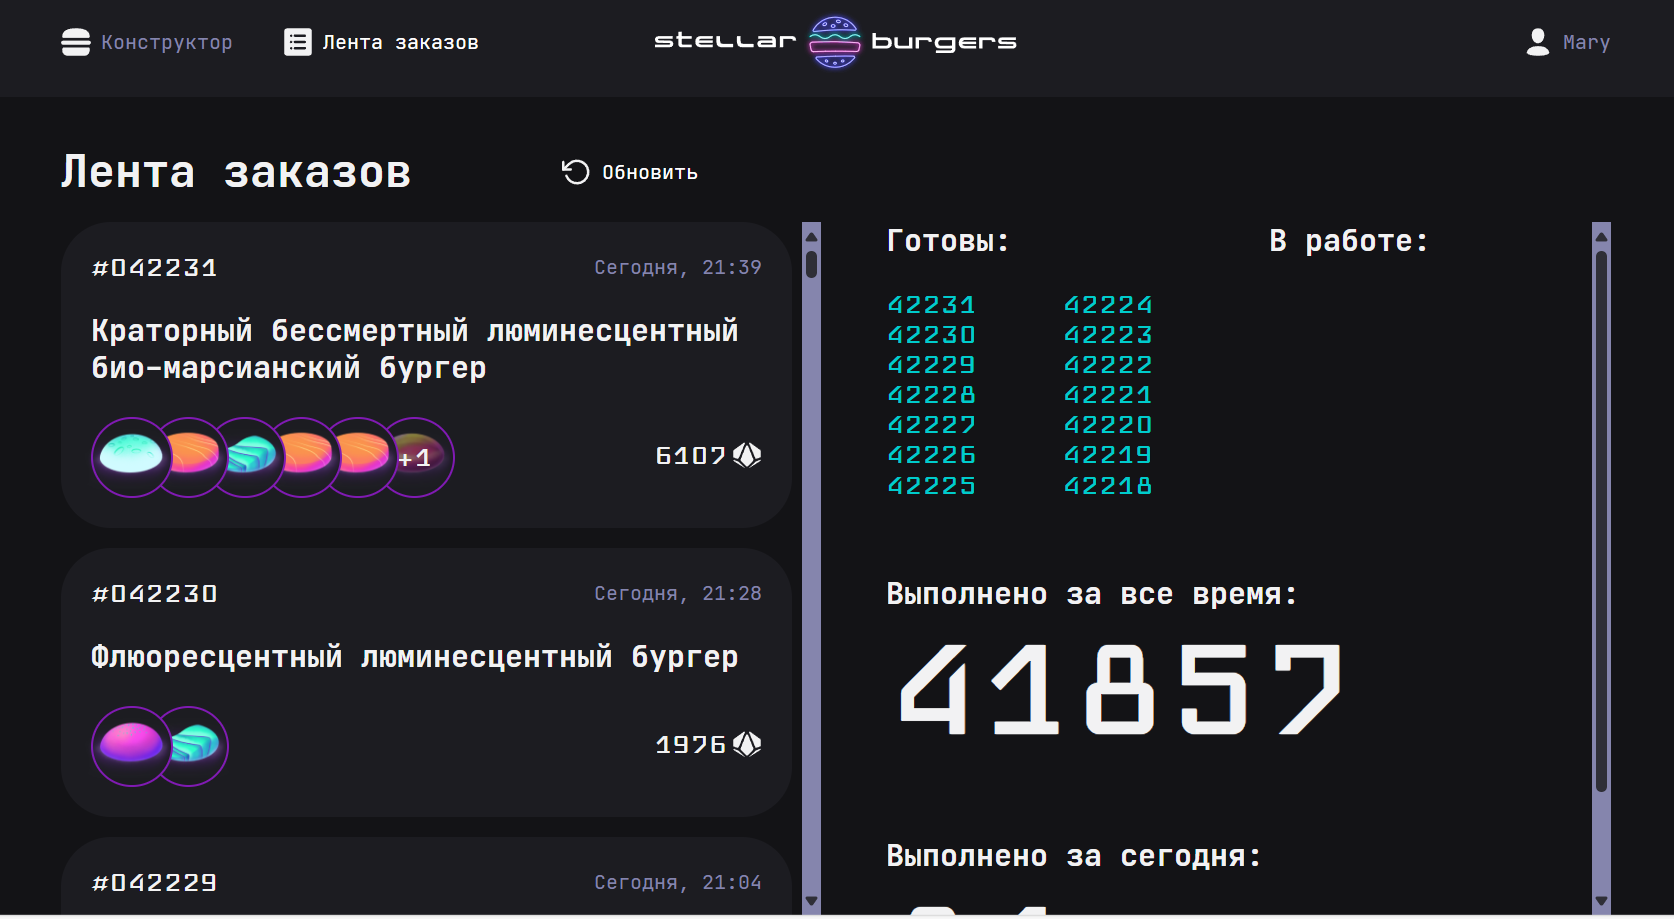 Конструктор
Лента заказов
stellar burgers
Mary
Лента заказов
Обновить
#042231
Сегодня, 21:39
Краторный бессмертный люминесцентный
био-марсианский бургер
+1
6107
#042230
Сегодня, 21:28
Флюоресцентный люминесцентный бургер
1976
#042229
Сегодня, 21:04
Готовы:
В работе:
42231 42224
42230 42223
42229 42222
42228 42221
42227 42220
42226 42219
42225 42218
Выполнено за все время:
41857
Выполнено за сегодня: